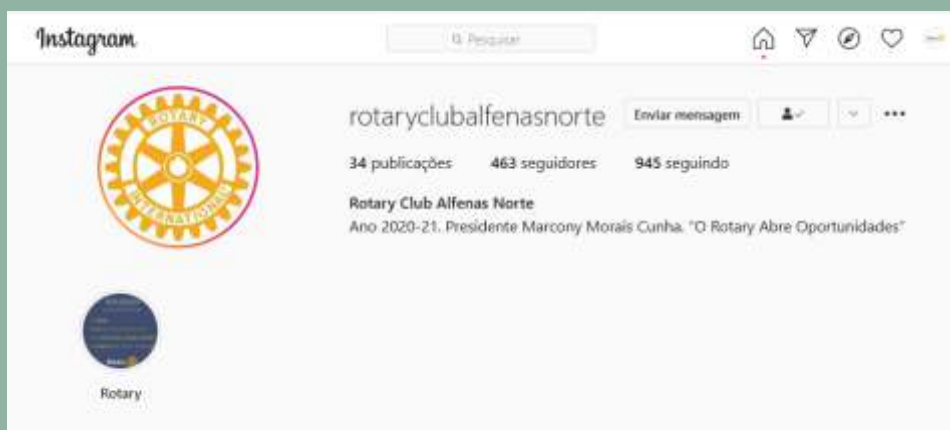 Instagram
Pesquisar
rotaryclubalfenasnorte Enviar mensagem
34 publicações 463 seguidores 945 seguindo
Rotary Club Alfenas Norte
Ano 2020-21. Presidente Marcony Morais Cunha. "O Rotary Abre Oportunidades"
ROTARY
INTERNATIONAL
Rotary